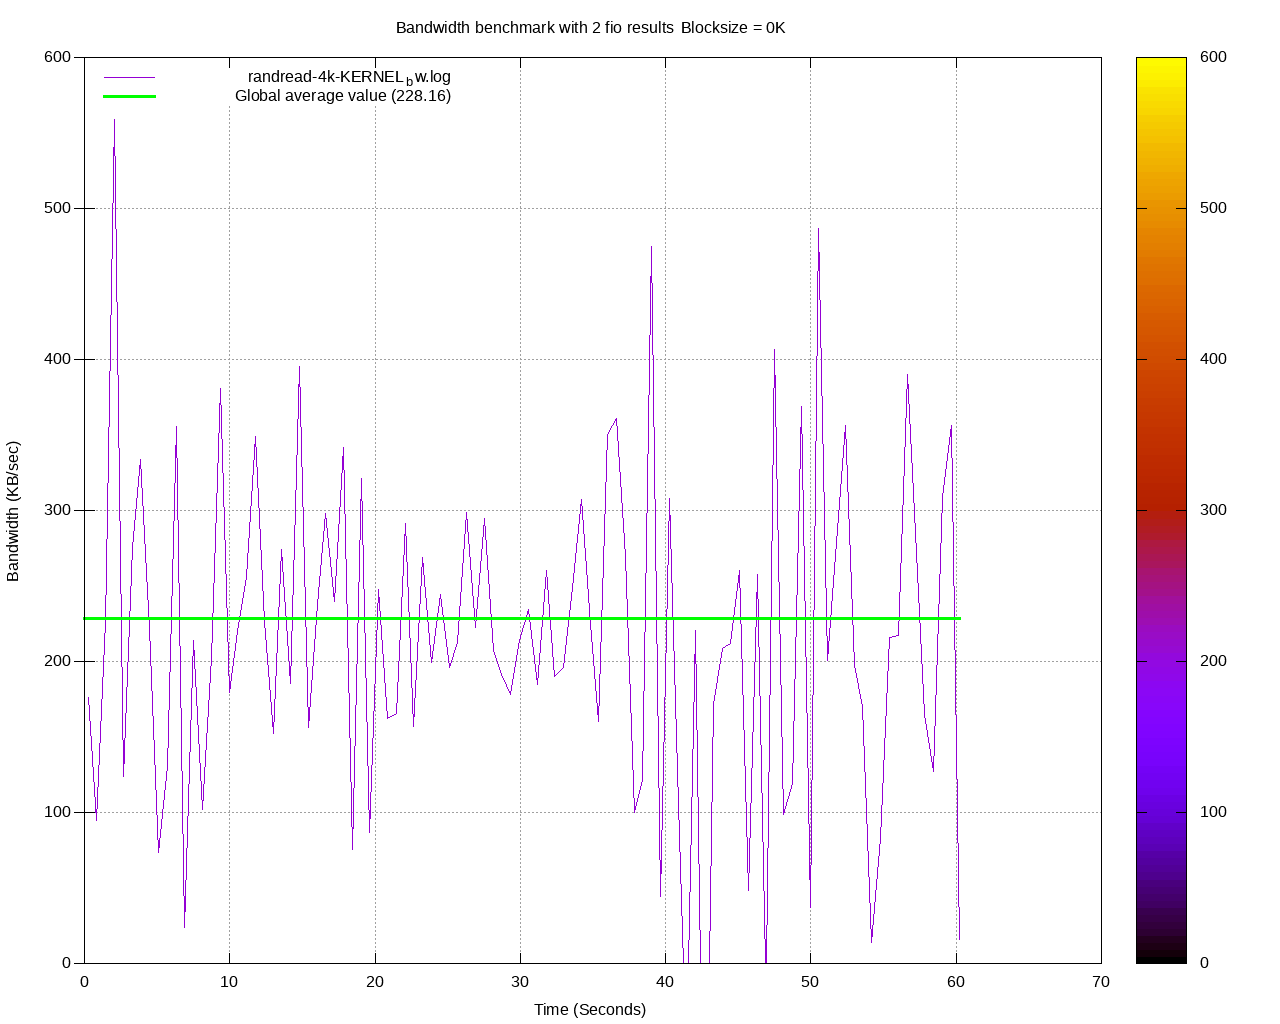 Bandwidth benchmark with 2 fio results Blocksize = 0K
randread-4k-KERNELbw.log
Global average value (228.16)
600
500
400
300
200
100
0
Bandwidth (KB/sec)
0 10 20 30 40 50 60 70
Time (Seconds)
600
500
400
300
200
100
0